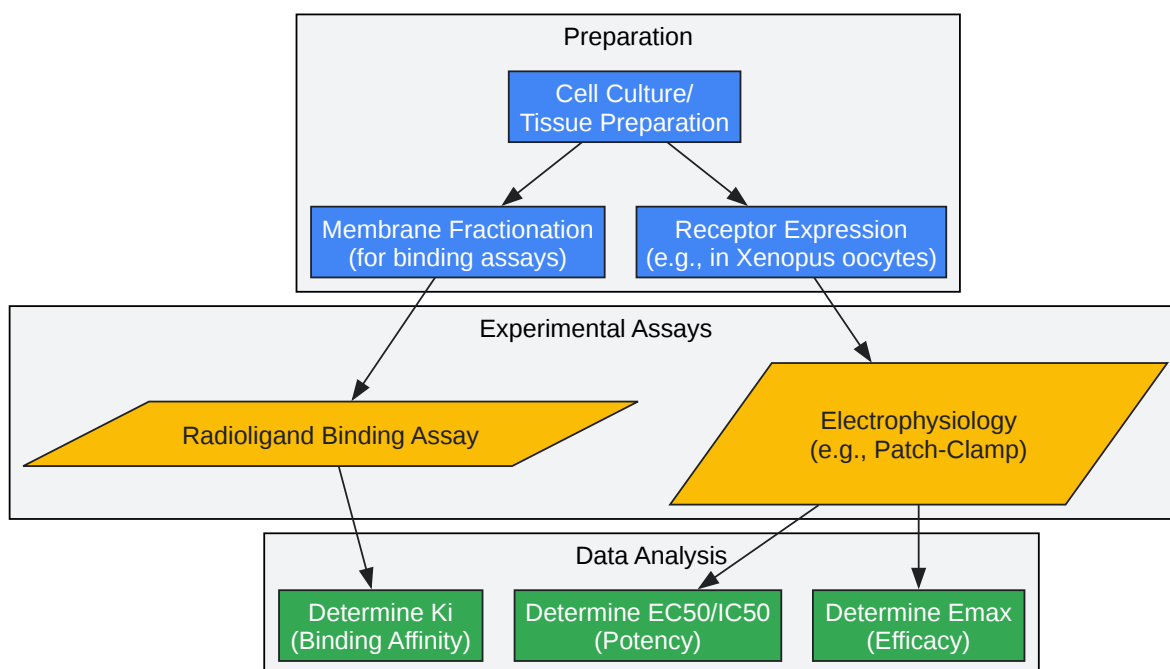 Preparation
Cell Culture/
Tissue Preparation
Membrane Fractionation
(for binding assays)
Receptor Expression
(e.g., in Xenopus oocytes)
Experimental Assays
Radioligand Binding Assay
Electrophysiology
(e.g., Patch-Clamp)
Data Analysis
Determine Ki
(Binding Affinity)
Determine EC50/IC50
(Potency)
Determine Emax
(Efficacy)